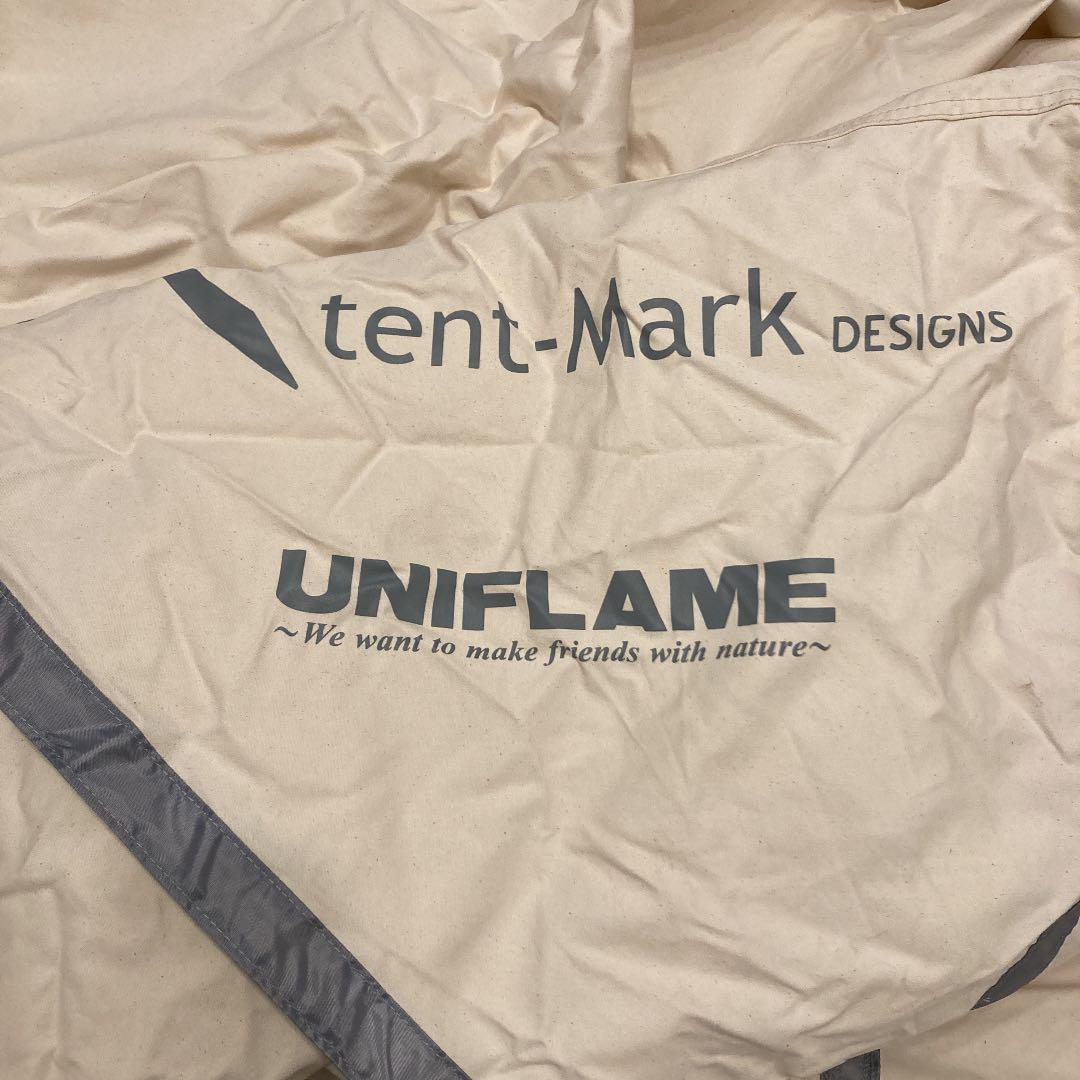 tent-Mark DESIGNS
UNIFLAME
~We want to make friends with nature~